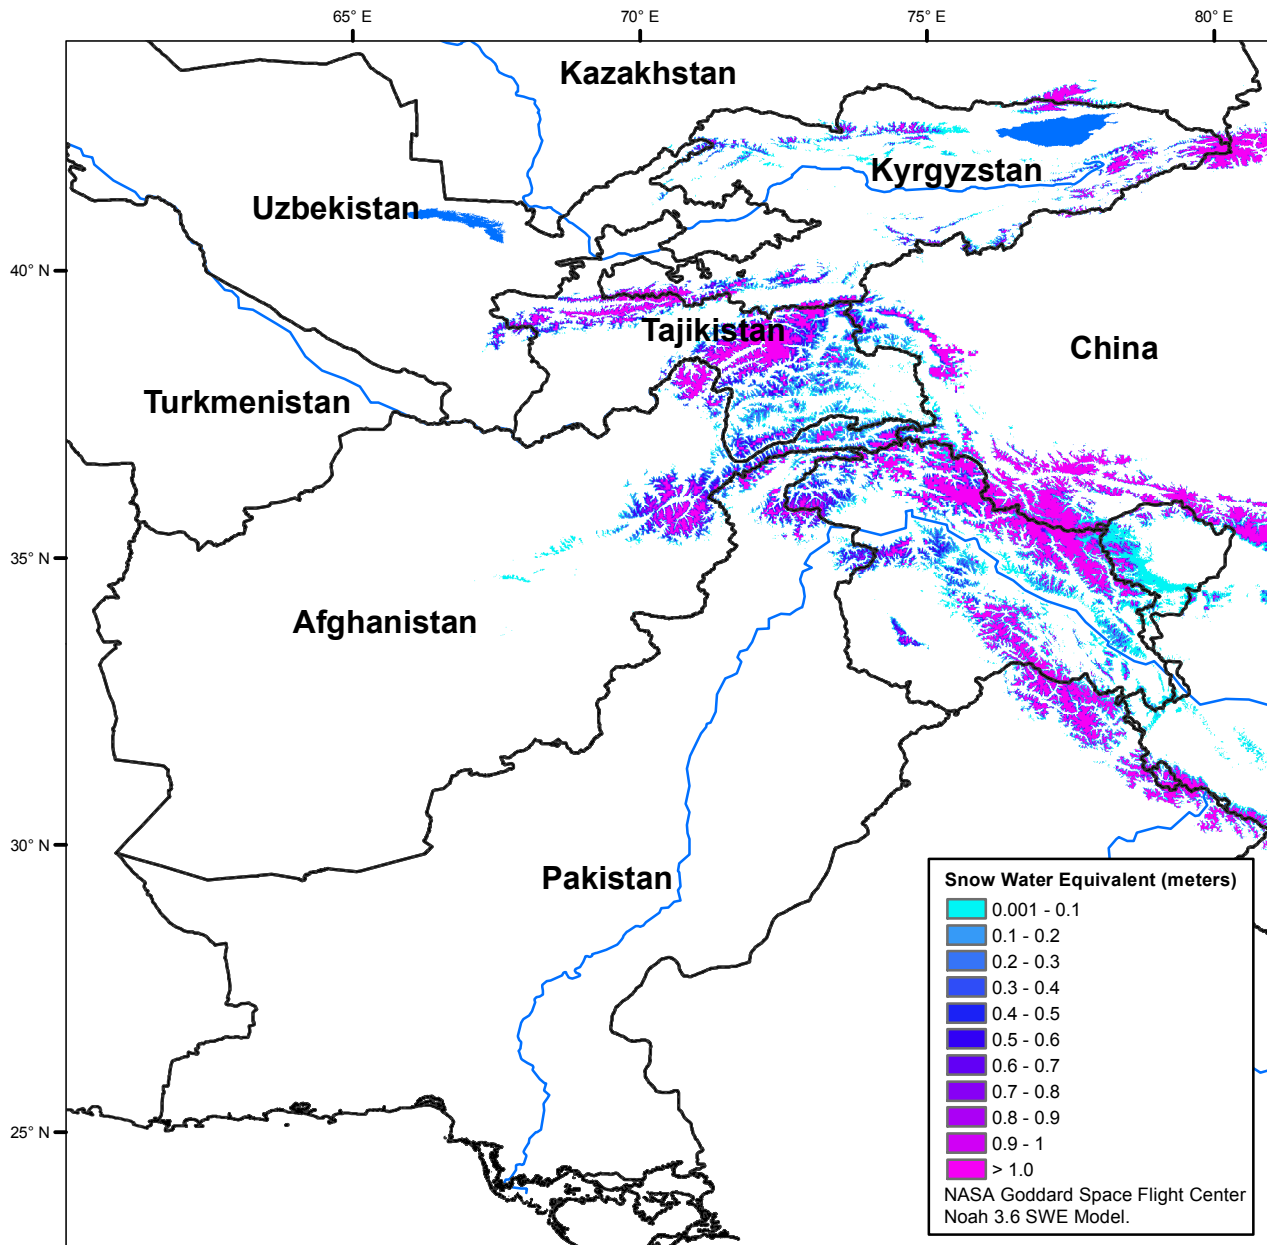 65° E
70° E
75° E
80° E
Kazakhstan
Kyrgyzstan
Uzbekistan
40° N
Tajikistan
China
Turkmenistan
35° N
Afghanistan
30° N
Pakistan
25° N
Snow Water Equivalent (meters)
0.001 - 0.1
0.1 - 0.2
0.2 - 0.3
0.3 - 0.4
0.4 - 0.5
0.5 - 0.6
0.6 - 0.7
0.7 - 0.8
0.8 - 0.9
0.9 - 1
> 1.0
NASA Goddard Space Flight Center
Noah 3.6 SWE Model.